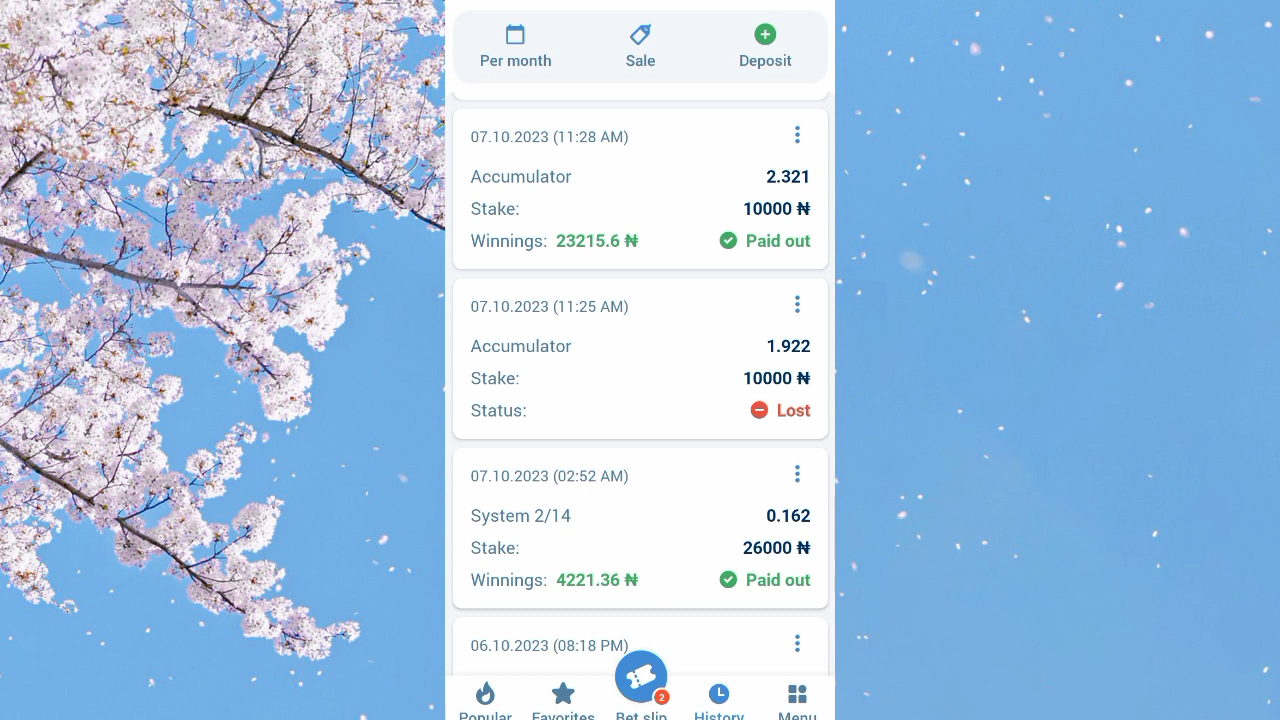 Per month Sale Deposit
07.10.2023 (11:28 AM)
Accumulator 2.321
Stake: 10000 ₦
Winnings: 23215.6 ₦ Paid out
07.10.2023 (11:25 AM)
Accumulator 1.922
Stake: 10000 ₦
Status: Lost
07.10.2023 (02:52 AM)
System 2/14 0.162
Stake: 26000 ₦
Winnings: 4221.36 ₦ Paid out
06.10.2023 (08:18 PM)
2
Popular Favorites Bet slip History Menu